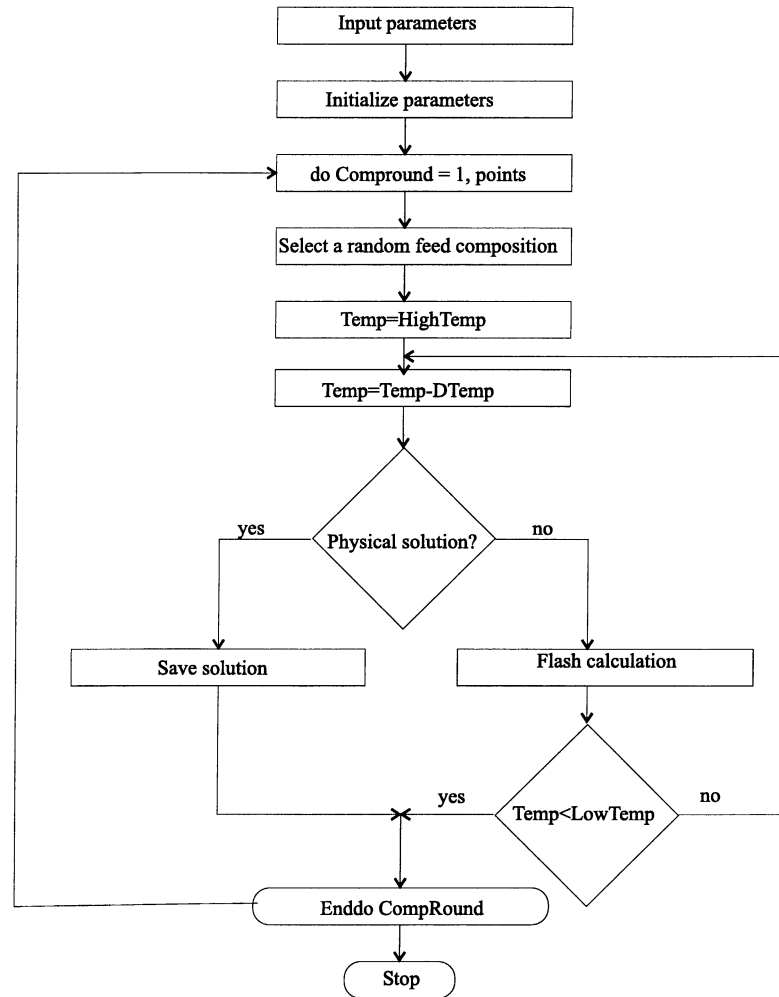 Input parameters
Initialize parameters
do Compround = 1, points
Select a random feed composition
Temp=HighTemp
Temp=Temp-DTemp
yes
Physical solution?
no
Save solution
Flash calculation
yes
Temp<LowTemp
no
Enddo CompRound
Stop